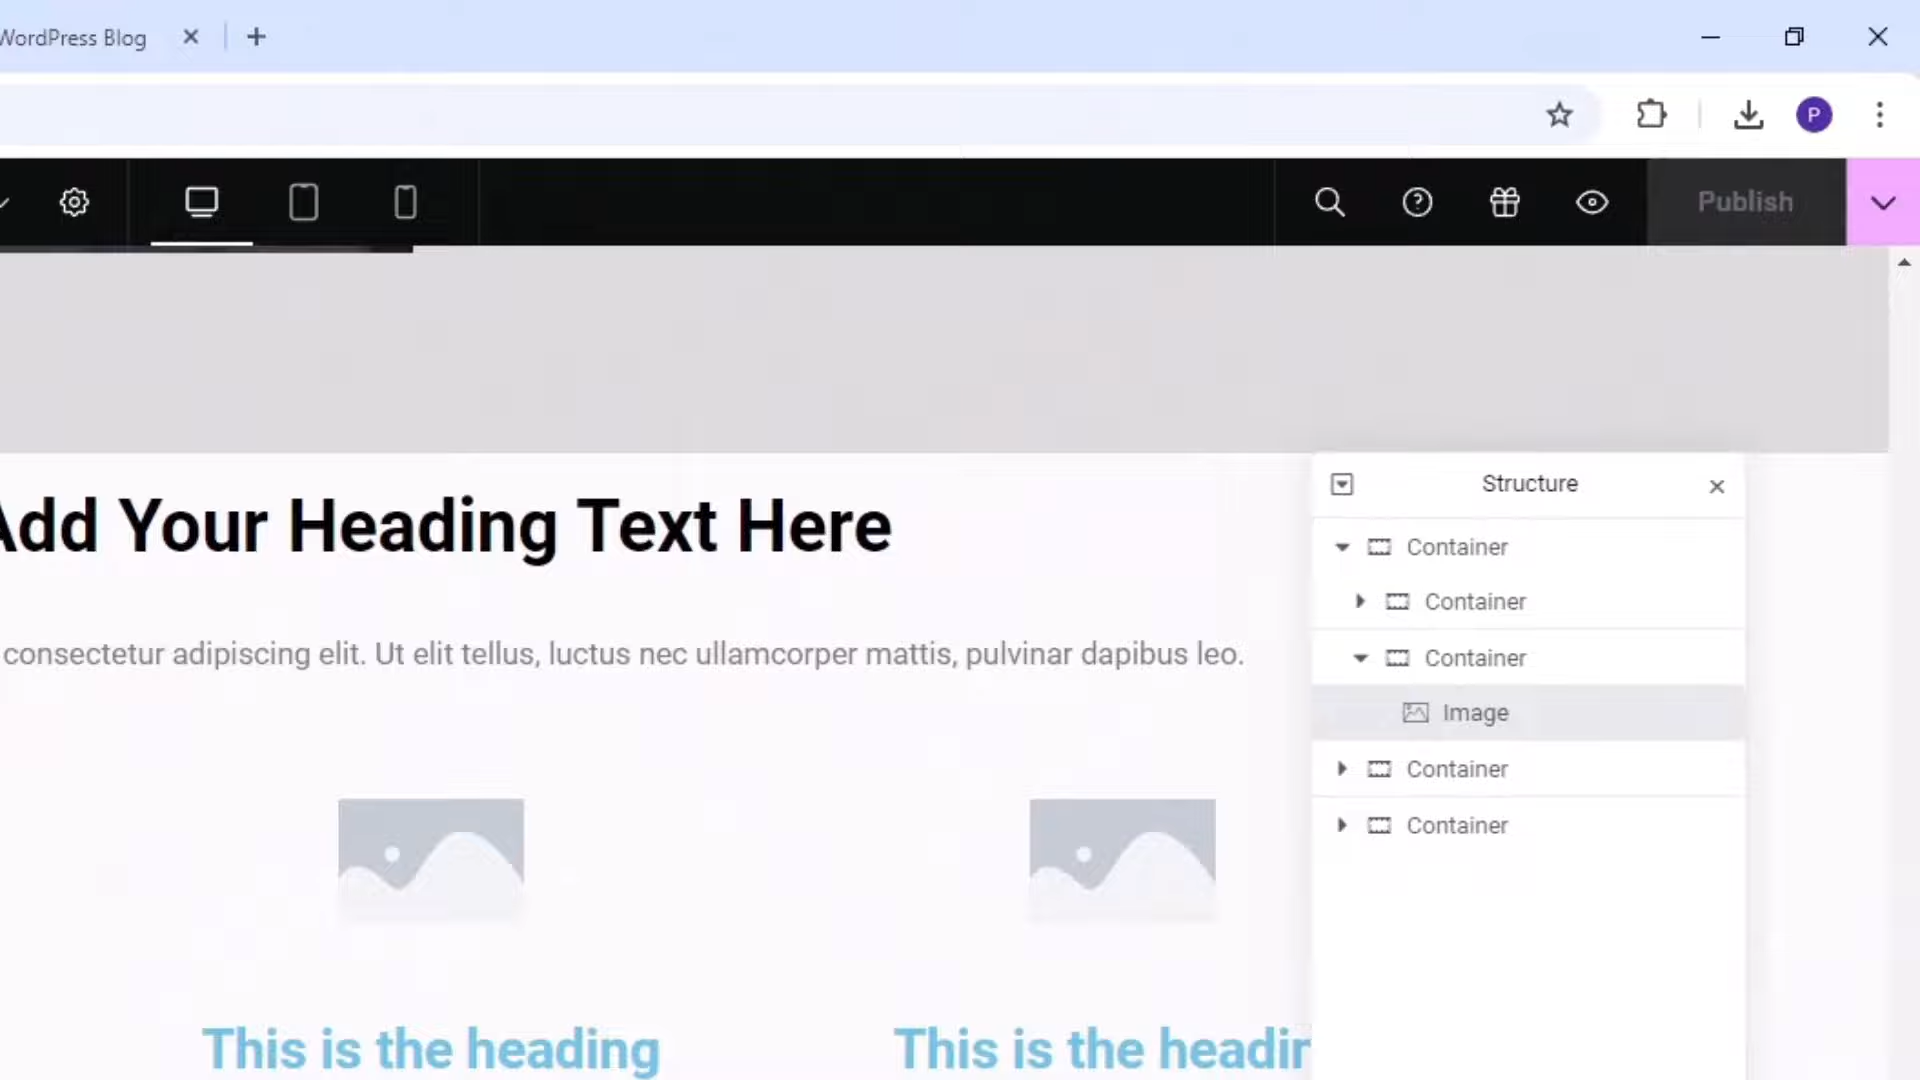 WordPress Blog
P
Publish
Structure
Add Your Heading Text Here
Container
Container
consectetur adipiscing elit. Ut elit tellus, luctus nec ullamcorper mattis, pulvinar dapibus leo.
Container
Image
Container
Container
This is the heading
This is the headin